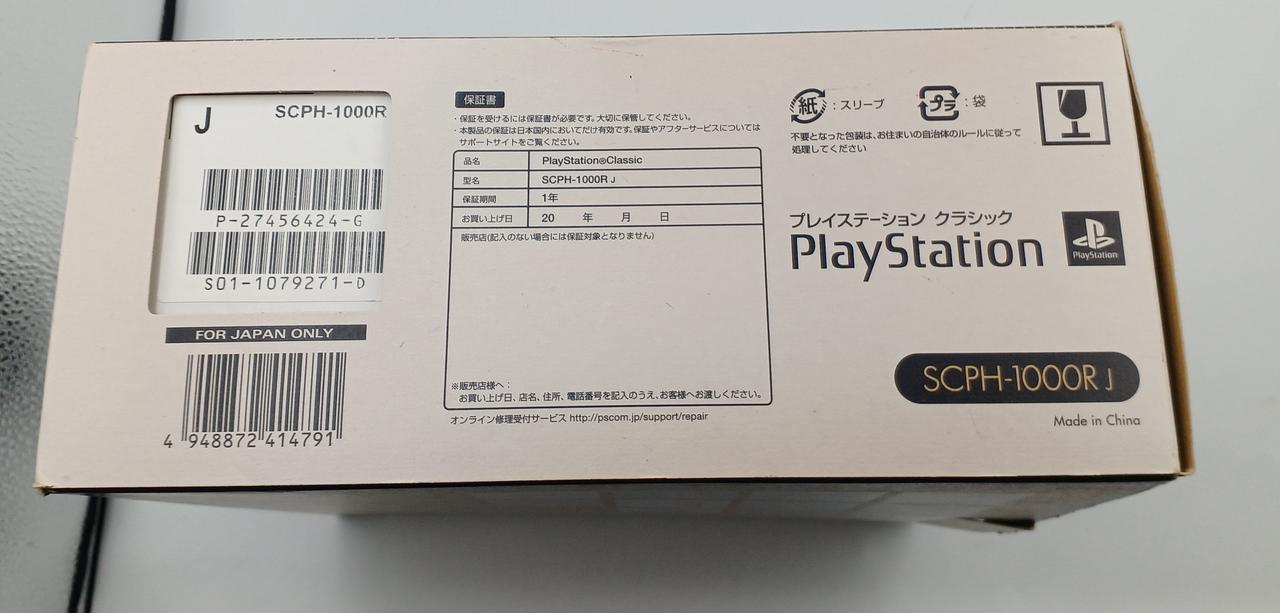 J
SCPH-1000R
P-27456424-G
S01-1079271-D
FOR JAPAN ONLY
4 948872 414791
保証書
・保証を受けるには保証書が必要です。大切に保管してください。
・本製品の保証は日本国内においてだけ有効です。保証やアフターサービスについては
サポートサイトをご覧ください。
品名 PlayStation®Classic
型名 SCPH-1000R J
保証期間 1年
お買い上げ日 20 年 月 日
販売店(記入のない場合には保証対象となりません)
※販売店様へ：
お買い上げ日、店名、住所、電話番号を記入のうえ、お客様へお渡しください。
オンライン修理受付サービス http://pscom.jp/support/repair
紙：スリーブ
プラ：袋
不要となった包装は、お住まいの自治体のルールに従って
処理してください
プレイステーション クラシック
PlayStation
PlayStation
SCPH-1000R J
Made in China